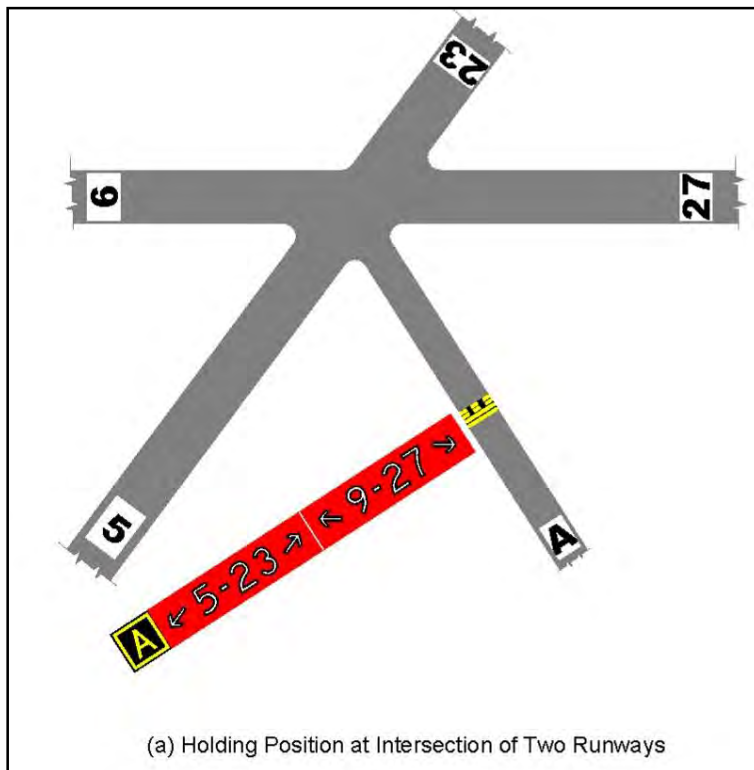 23
9
27
5
A
A ← 5-23 → ← 9-27 →
(a) Holding Position at Intersection of Two Runways